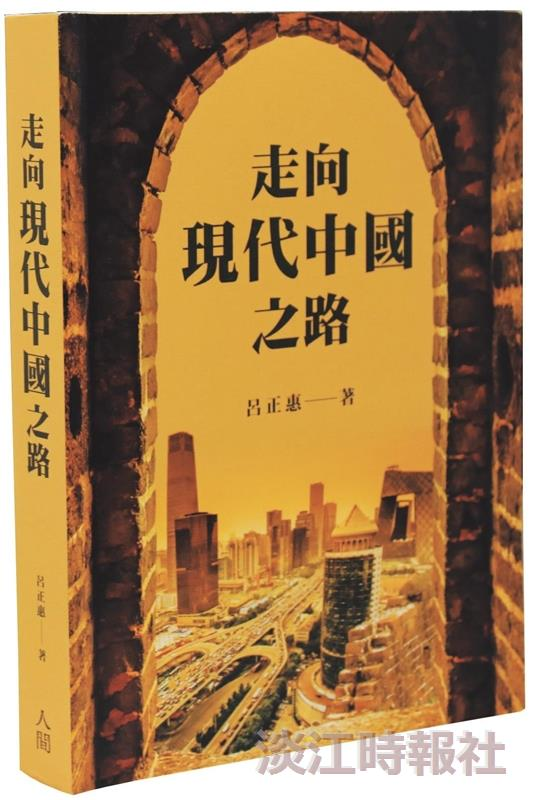 走向
現代中國
之路
呂正惠——著
走向現代中國之路
呂正惠——著
人間
淡江時報社